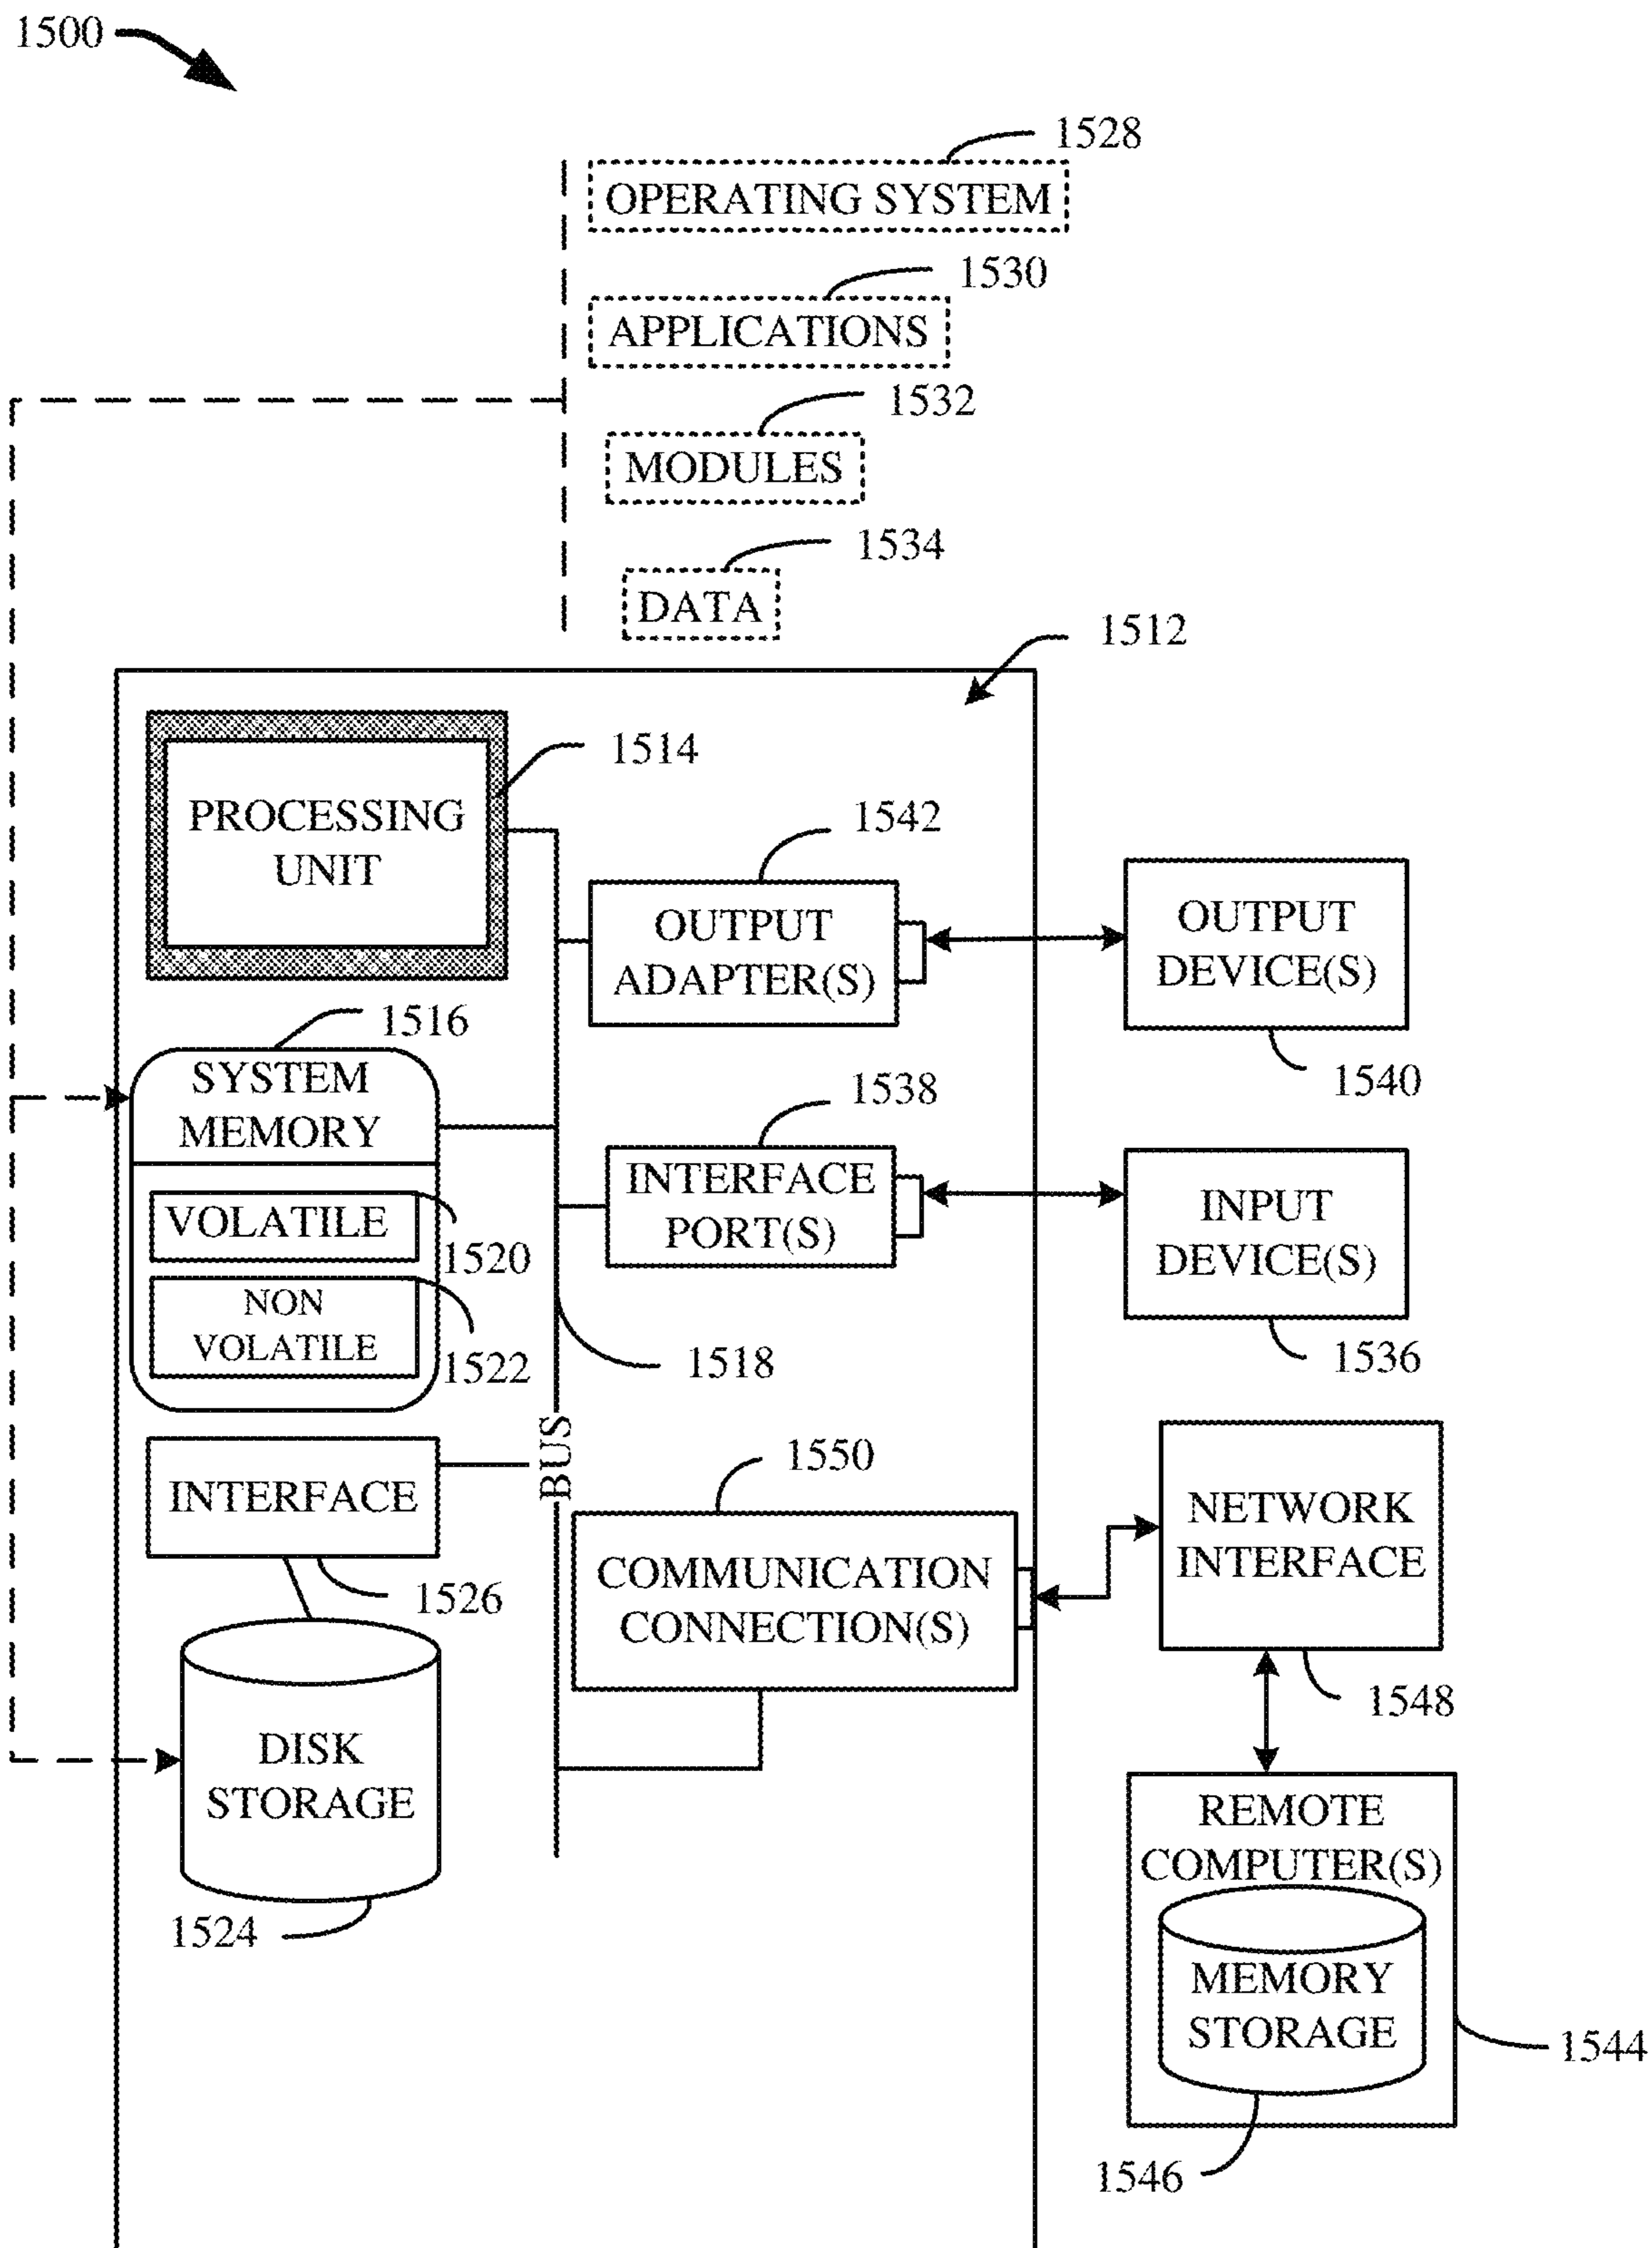 1500
1528
OPERATING SYSTEM
1530
APPLICATIONS
1532
MODULES
1534
DATA
1512
1514
PROCESSING
UNIT
1542
OUTPUT
ADAPTER(S)
OUTPUT
DEVICE(S)
1540
1516
SYSTEM
MEMORY
VOLATILE
1520
NON
VOLATILE
1522
1538
INTERFACE
PORT(S)
INPUT
DEVICE(S)
1536
1518
BUS
INTERFACE
1526
1550
COMMUNICATION
CONNECTION(S)
NETWORK
INTERFACE
1548
DISK
STORAGE
1524
REMOTE
COMPUTER(S)
MEMORY
STORAGE
1544
1546